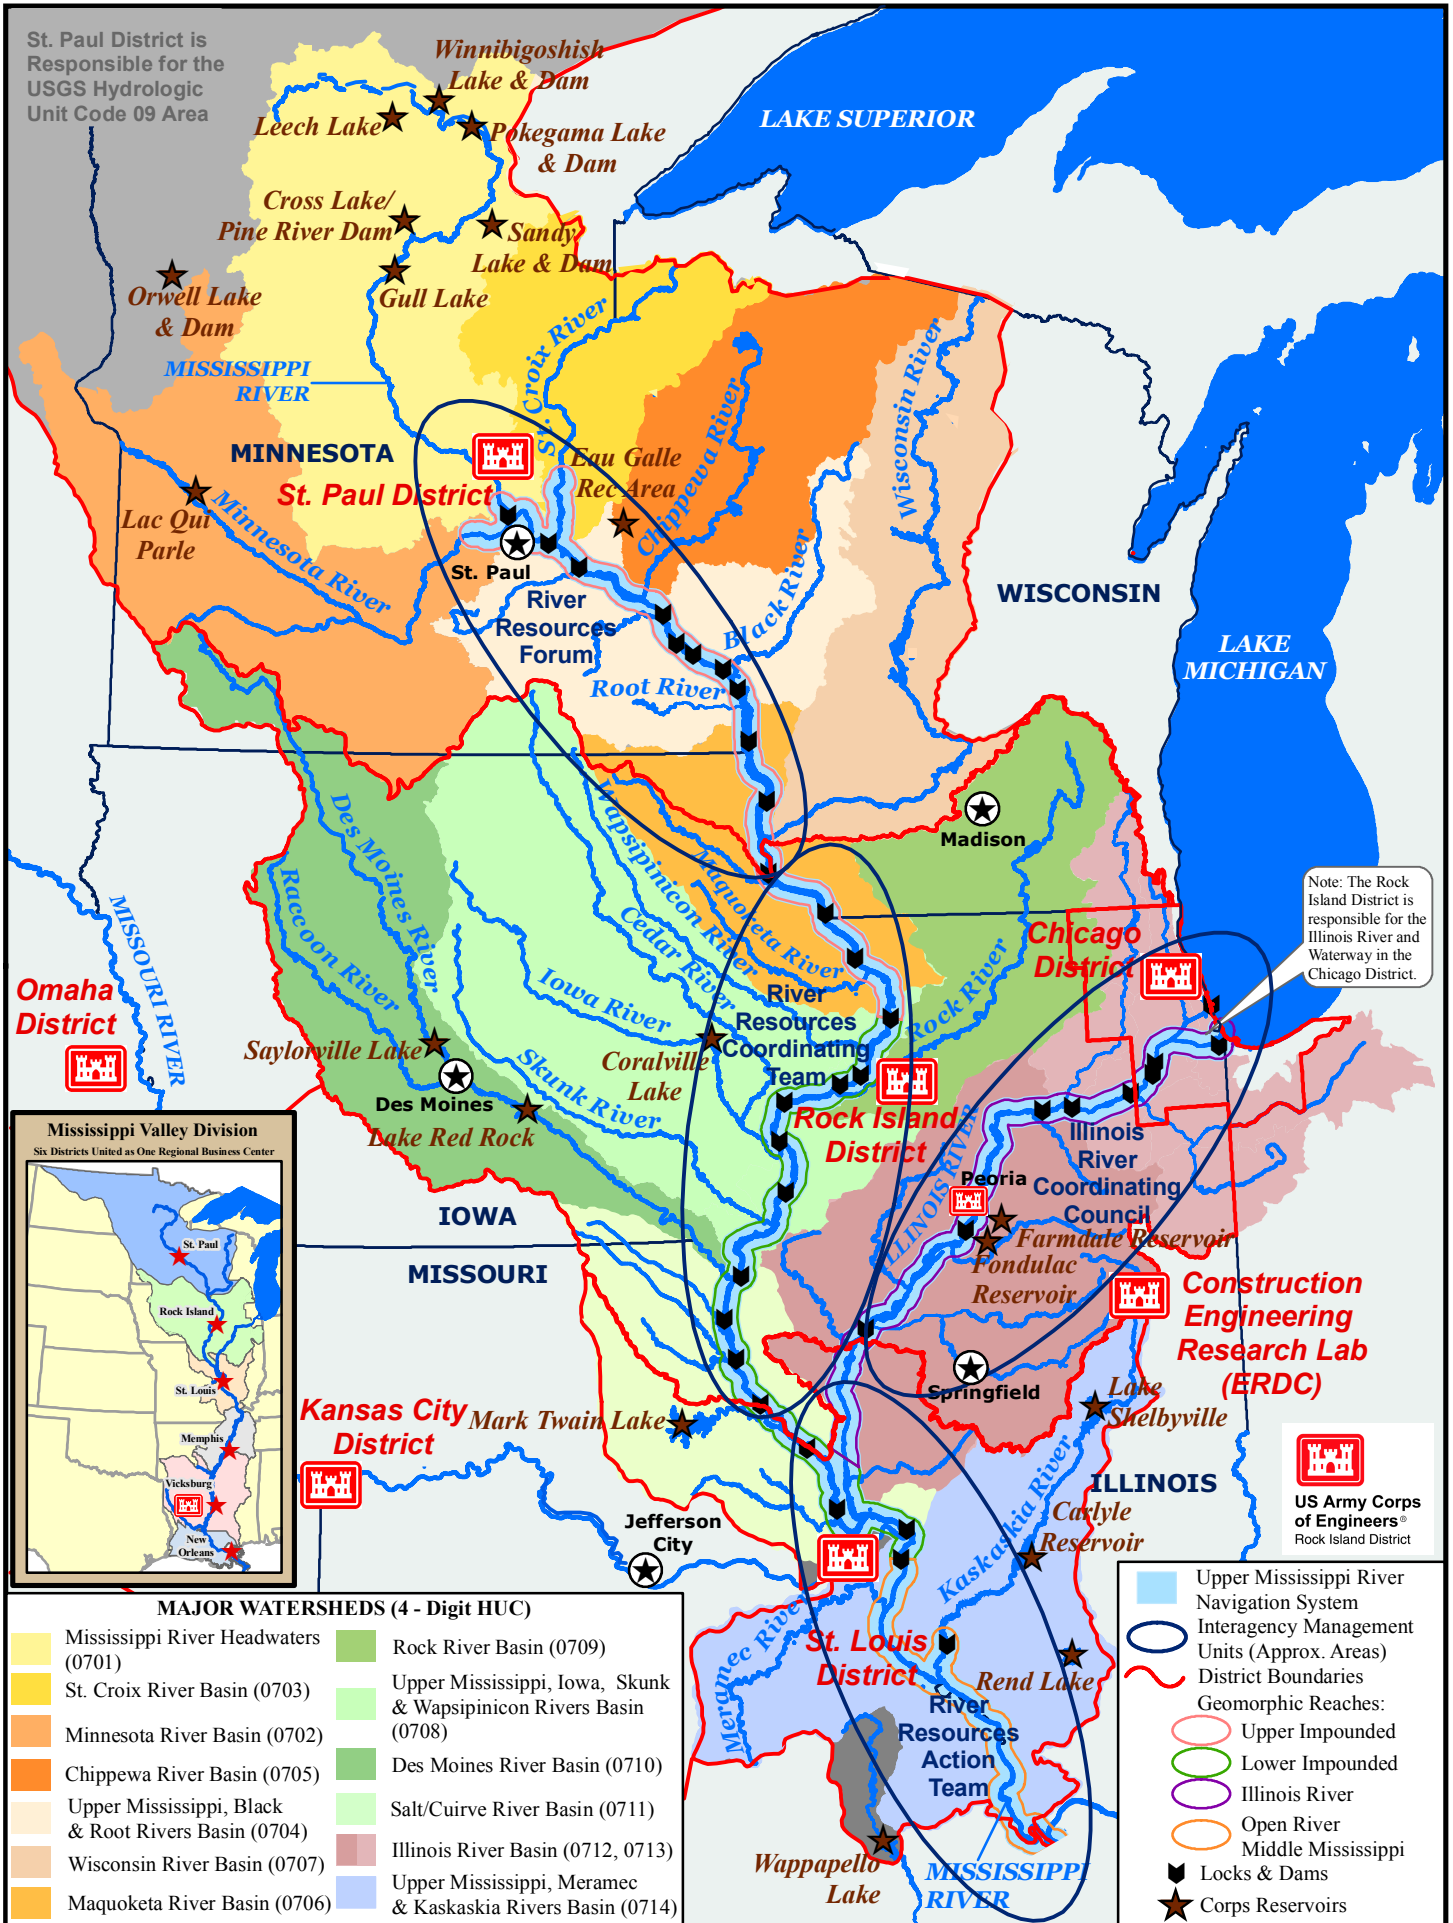 St. Paul District is
Responsible for the
USGS Hydrologic
Unit Code 09 Area
Winnibigoshish
Lake & Dam
Leech Lake
Pokegama Lake
& Dam
LAKE SUPERIOR
Cross Lake/
Pine River Dam
Sandy
Lake & Dam
Orwell Lake
& Dam
Gull Lake
MISSISSIPPI
RIVER
St. Croix River
Wisconsin River
MINNESOTA
St. Paul District
Eau Galle
Rec Area
Chippewa River
Lac Qui
Parle
Minnesota River
St. Paul
River
Resources
Forum
Black River
WISCONSIN
LAKE
MICHIGAN
Root River
Des Moines River
Wapsipinicon River
Madison
Raccoon River
Maquoketa River
Cedar River
MISSOURI RIVER
Note: The Rock
Island District is
responsible for the
Illinois River and
Waterway in the
Chicago District.
Chicago
District
Iowa River
Rock River
Omaha
District
River
Resources
Coordinating
Team
Saylorville Lake
Coralville
Lake
Skunk River
Des Moines
Lake Red Rock
Rock Island
District
ILLINOIS RIVER
Illinois
River
Coordinating
Council
Peoria
Farmdale Reservoir
Fondulac
Reservoir
IOWA
MISSOURI
Construction
Engineering
Research Lab
(ERDC)
Mississippi Valley Division
Six Districts United as One Regional Business Center
St. Paul
Rock Island
St. Louis
Memphis
Vicksburg
New
Orleans
Springfield
Lake
Shelbyville
Kansas City
District
Mark Twain Lake
Kaskaskia River
ILLINOIS
Carlyle
Reservoir
US Army Corps
of Engineers®
Rock Island District
Jefferson
City
Meramec River
St. Louis
District
Rend Lake
River
Resources
Action
Team
Wappapello
Lake
MISSISSIPPI
RIVER
MAJOR WATERSHEDS (4 - Digit HUC)
Mississippi River Headwaters
(0701)
St. Croix River Basin (0703)
Minnesota River Basin (0702)
Chippewa River Basin (0705)
Upper Mississippi, Black
& Root Rivers Basin (0704)
Wisconsin River Basin (0707)
Maquoketa River Basin (0706)
Rock River Basin (0709)
Upper Mississippi, Iowa, Skunk
& Wapsipinicon Rivers Basin
(0708)
Des Moines River Basin (0710)
Salt/Cuirve River Basin (0711)
Illinois River Basin (0712, 0713)
Upper Mississippi, Meramec
& Kaskaskia Rivers Basin (0714)
Upper Mississippi River
Navigation System
Interagency Management
Units (Approx. Areas)
District Boundaries
Geomorphic Reaches:
Upper Impounded
Lower Impounded
Illinois River
Open River
Middle Mississippi
Locks & Dams
Corps Reservoirs